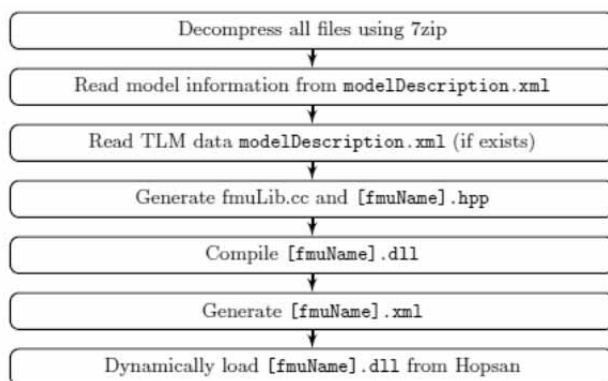 Decompress all files using 7zip
Read model information from modelDescription.xml
Read TLM data modelDescription.xml (if exists)
Generate fmuLib.cc and [fmuName].hpp
Compile [fmuName].dll
Generate [fmuName].xml
Dynamically load [fmuName].dll from Hopsan